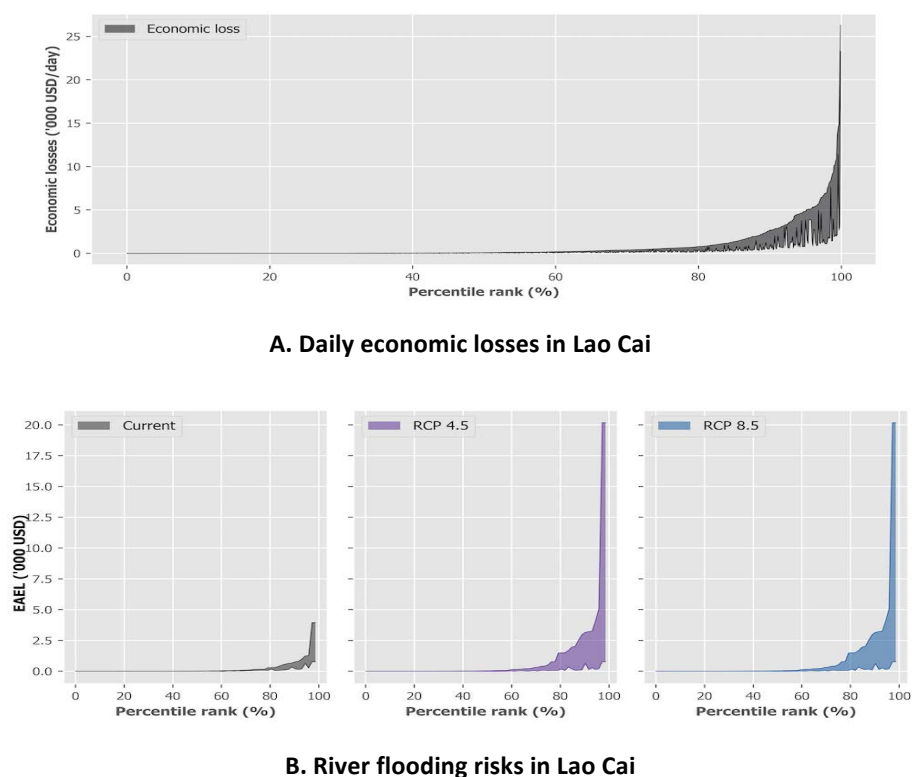 Economic loss
Economic losses ('000 USD/day)
25
20
15
10
5
0
0 20 40 60 80 100
Percentile rank (%)
A. Daily economic losses in Lao Cai
Current RCP 4.5 RCP 8.5
EAEL ('000 USD)
20.0
17.5
15.0
12.5
10.0
7.5
5.0
2.5
0.0
0 20 40 60 80 100 0 20 40 60 80 100 0 20 40 60 80 100
Percentile rank (%) Percentile rank (%) Percentile rank (%)
B. River flooding risks in Lao Cai